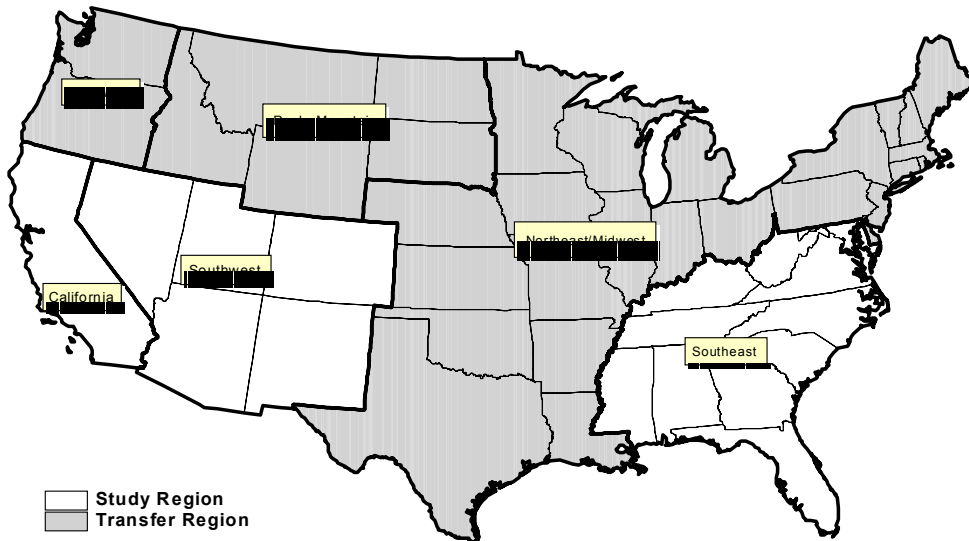 Northeast/Midwest
Southwest
California
Southeast
Study Region
Transfer Region